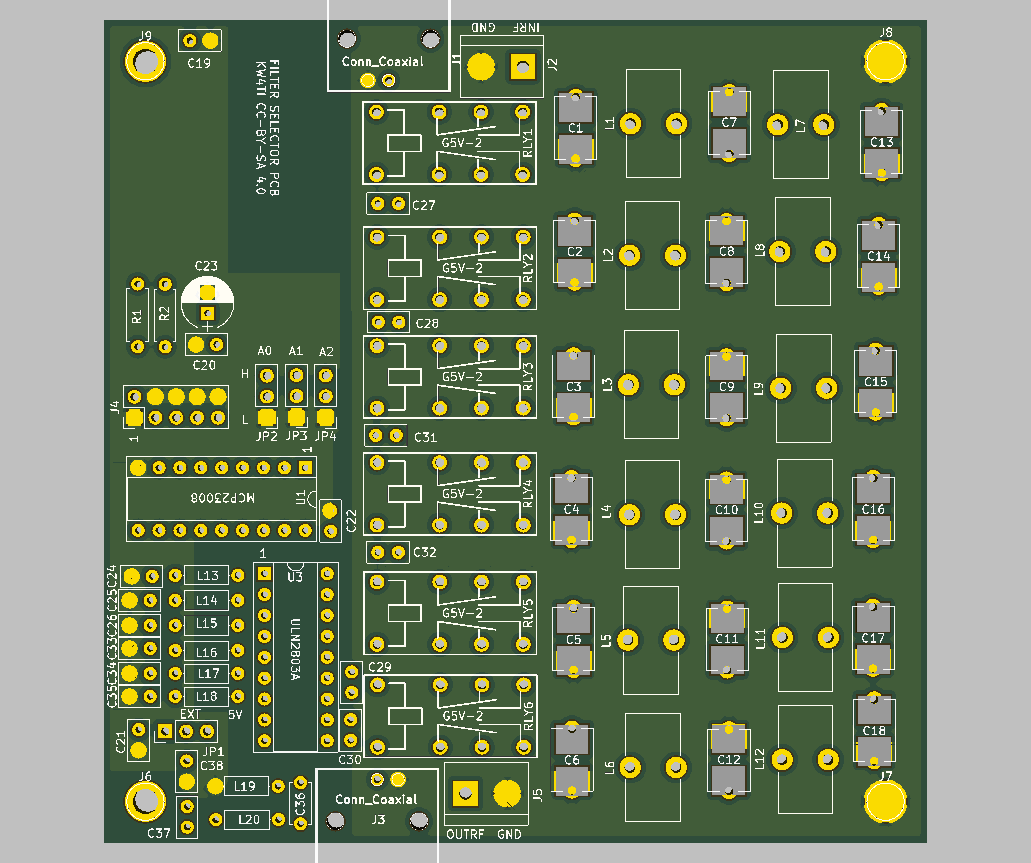 J9
C19
FILTER SELECTOR PCB
KW4TI CC-BY-SA 4.0
Conn_Coaxial
J1
GND
INRF
J2
J8
RLY1
G5V-2
C27
C1
L1
C7
L7
C13
RLY2
G5V-2
C28
C2
L2
C8
L8
C14
C23
R1
R2
C20
RLY3
G5V-2
C31
C3
L3
C9
L9
C15
A0
A1
A2
H
L
J4
1
JP2
JP3
JP4
1
MCP23008
U1
C22
RLY4
G5V-2
C32
C4
L4
C10
L10
C16
1
U3
ULN2803A
C24
L13
C25
L14
C26
L15
C33
L16
C34
L17
C35
L18
RLY5
G5V-2
C29
C5
L5
C11
L11
C17
EXT
5V
C21
JP1
C38
C30
RLY6
G5V-2
C6
L6
C12
L12
C18
J6
L19
C36
C37
L20
Conn_Coaxial
J3
J5
OUTRF
GND
J7